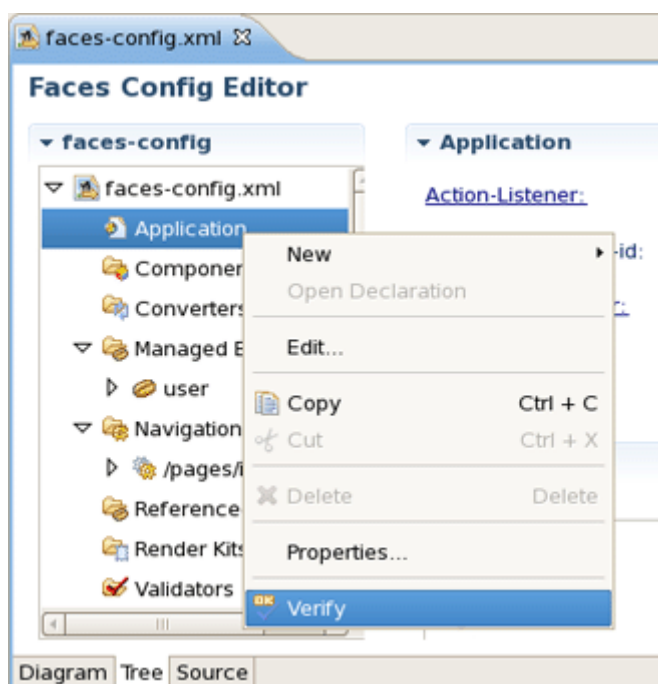 faces-config.xml
Faces Config Editor
faces-config
faces-config.xml
Application
Componen
Converters
Managed B
user
Navigation
/pages/i
Reference
Render Kits
Validators
New
Open Declaration
Edit...
Copy Ctrl + C
Cut Ctrl + X
Delete Delete
Properties...
Verify
Application
Action-Listener:
-id:
r:
Diagram Tree Source